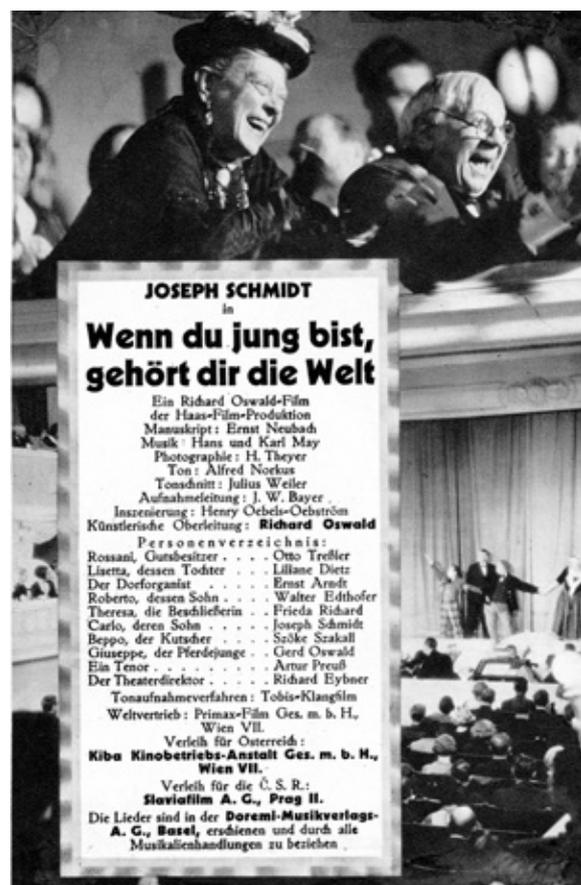 JOSEPH SCHMIDT
in
Wenn du jung bist,
gehört dir die Welt
Ein Richard Oswald-Film
der Haas-Film-Produktion
Manuskript: Ernst Neubach
Musik: Hans und Karl May
Photographie: H. Theyer
Ton: Alfred Norkus
Tonschnitt: Julius Weiler
Aufnahmeleitung: J. W. Bayer
Inszenierung: Henry Oebels-Oebström
Künstlerische Oberleitung: Richard Oswald
Personenverzeichnis:
Rossani, Gutsbesitzer . . . . Otto Treßler
Lisetta, dessen Tochter . . . . Liliane Dietz
Der Dorforganist . . . . . Ernst Arndt
Roberto, dessen Sohn . . . . Walter Edthofer
Theresa, die Beschließerin . . Frieda Richard
Carlo, deren Sohn . . . . . Joseph Schmidt
Beppo, der Kutscher . . . . Szöke Szakall
Giuseppe, der Pferdejunge . . Gerd Oswald
Ein Tenor . . . . . . . . Artur Preuß
Der Theaterdirektor . . . . . Richard Eybner
Tonaufnahmeverfahren: Tobis-Klangfilm
Weltvertrieb: Primax-Film Ges. m. b. H.,
Wien VII.
Verleih für Österreich:
Kiba Kinobetriebs-Anstalt Ges. m. b. H.,
Wien VII.
Verleih für die Č. S. R.:
Slaviafilm A. G., Prag II.
Die Lieder sind in der Doremi-Musikverlags-
A. G., Basel, erschienen und durch alle
Musikalienhandlungen zu beziehen